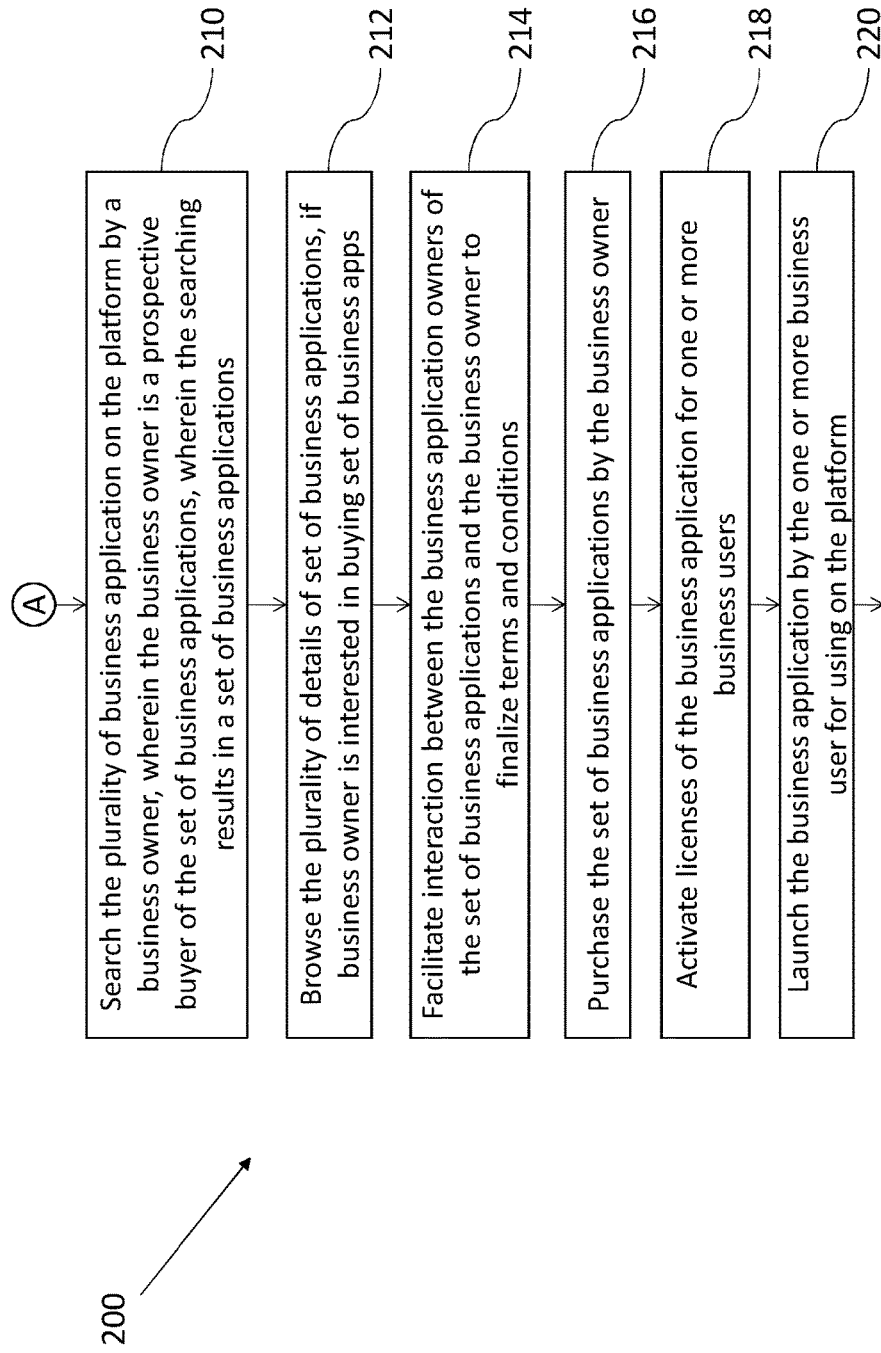 A
Search the plurality of business application on the platform by a
business owner, wherein the business owner is a prospective
buyer of the set of business applications, wherein the searching
results in a set of business applications
210
Browse the plurality of details of set of business applications, if
business owner is interested in buying set of business apps
212
Facilitate interaction between the business application owners of
the set of business applications and the business owner to
finalize terms and conditions
214
Purchase the set of business applications by the business owner
216
Activate licenses of the business application for one or more
business users
218
Launch the business application by the one or more business
user for using on the platform
220
200